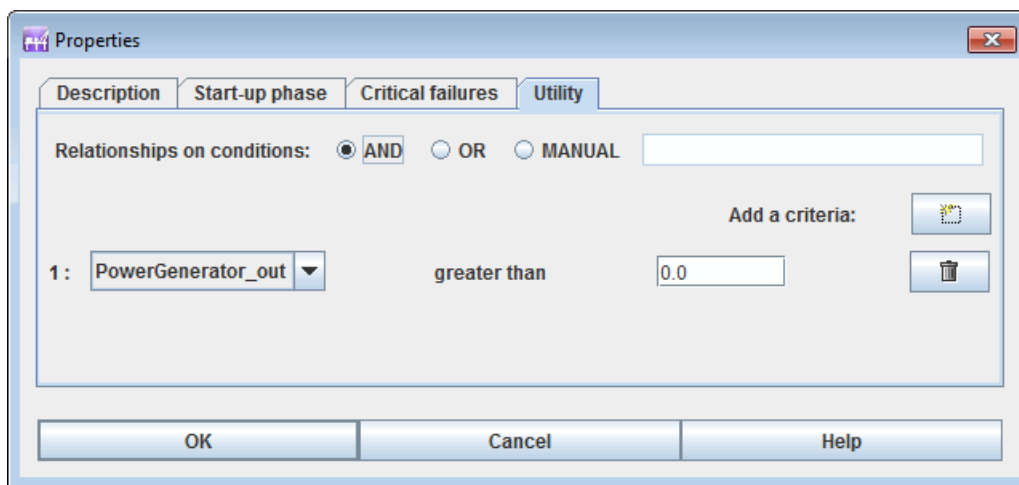 Properties
Description Start-up phase Critical failures Utility
Relationships on conditions: AND OR MANUAL
Add a criteria:
1 : PowerGenerator_out greater than 0.0
OK Cancel Help